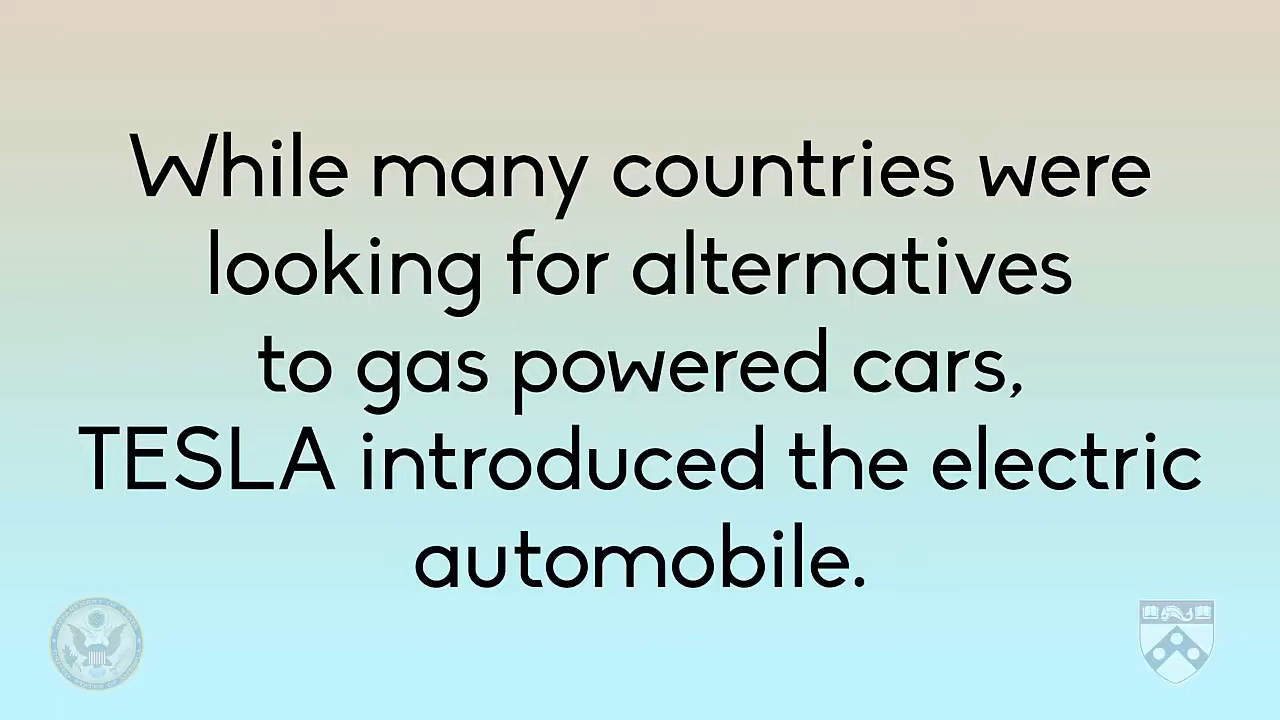 While many countries were
looking for alternatives
to gas powered cars,
TESLA introduced the electric
automobile.